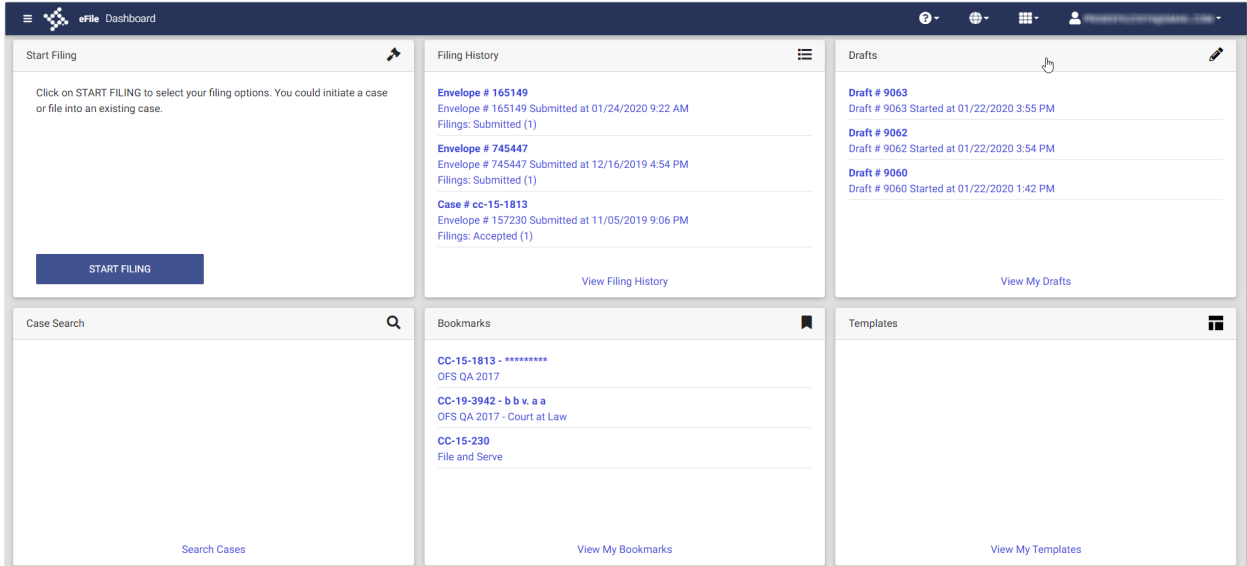 eFile Dashboard
Start Filing
Click on START FILING to select your filing options. You could initiate a case
or file into an existing case.
START FILING
Filing History
Envelope # 165149
Envelope # 165149 Submitted at 01/24/2020 9:22 AM
Filings: Submitted (1)
Envelope # 745447
Envelope # 745447 Submitted at 12/16/2019 4:54 PM
Filings: Submitted (1)
Case # cc-15-1813
Envelope # 157230 Submitted at 11/05/2019 9:06 PM
Filings: Accepted (1)
View Filing History
Drafts
Draft # 9063
Draft # 9063 Started at 01/22/2020 3:55 PM
Draft # 9062
Draft # 9062 Started at 01/22/2020 3:54 PM
Draft # 9060
Draft # 9060 Started at 01/22/2020 1:42 PM
View My Drafts
Case Search
Search Cases
Bookmarks
CC-15-1813 - *********
OFS QA 2017
CC-19-3942 - b b v. a a
OFS QA 2017 - Court at Law
CC-15-230
File and Serve
View My Bookmarks
Templates
View My Templates